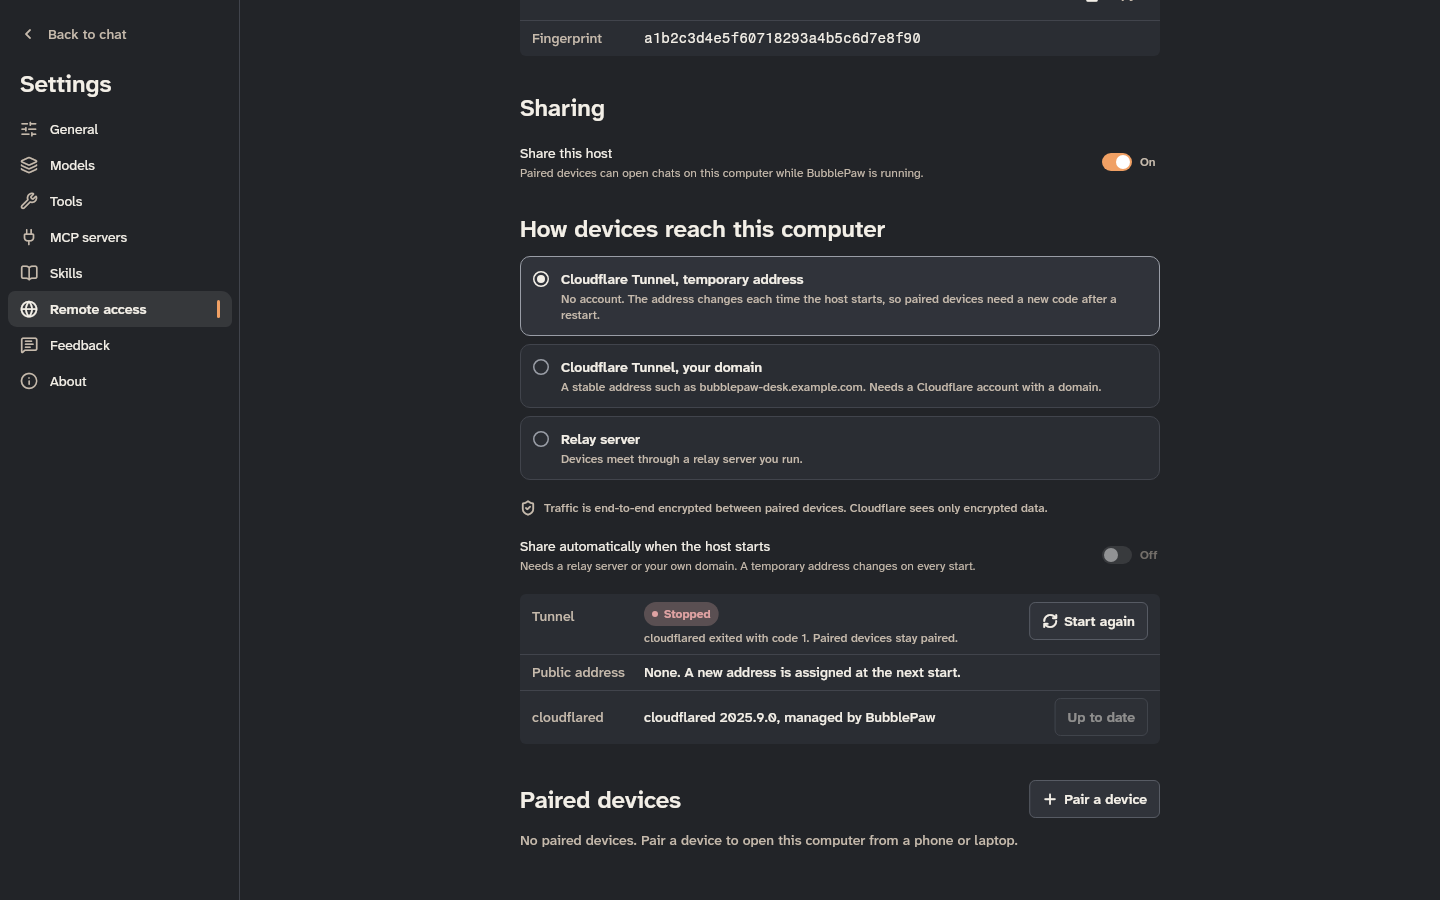 Back to chat
Settings
General
Models
Tools
MCP servers
Skills
Remote access
Feedback
About
Fingerprint a1b2c3d4e5f60718293a4b5c6d7e8f90
Sharing
Share this host
Paired devices can open chats on this computer while BubblePaw is running.
On
How devices reach this computer
Cloudflare Tunnel, temporary address
No account. The address changes each time the host starts, so paired devices need a new code after a
restart.
Cloudflare Tunnel, your domain
A stable address such as bubblepaw-desk.example.com. Needs a Cloudflare account with a domain.
Relay server
Devices meet through a relay server you run.
Traffic is end-to-end encrypted between paired devices. Cloudflare sees only encrypted data.
Share automatically when the host starts
Needs a relay server or your own domain. A temporary address changes on every start.
Off
Tunnel Stopped
cloudflared exited with code 1. Paired devices stay paired.
Start again
Public address None. A new address is assigned at the next start.
cloudflared cloudflared 2025.9.0, managed by BubblePaw Up to date
Paired devices
Pair a device
No paired devices. Pair a device to open this computer from a phone or laptop.